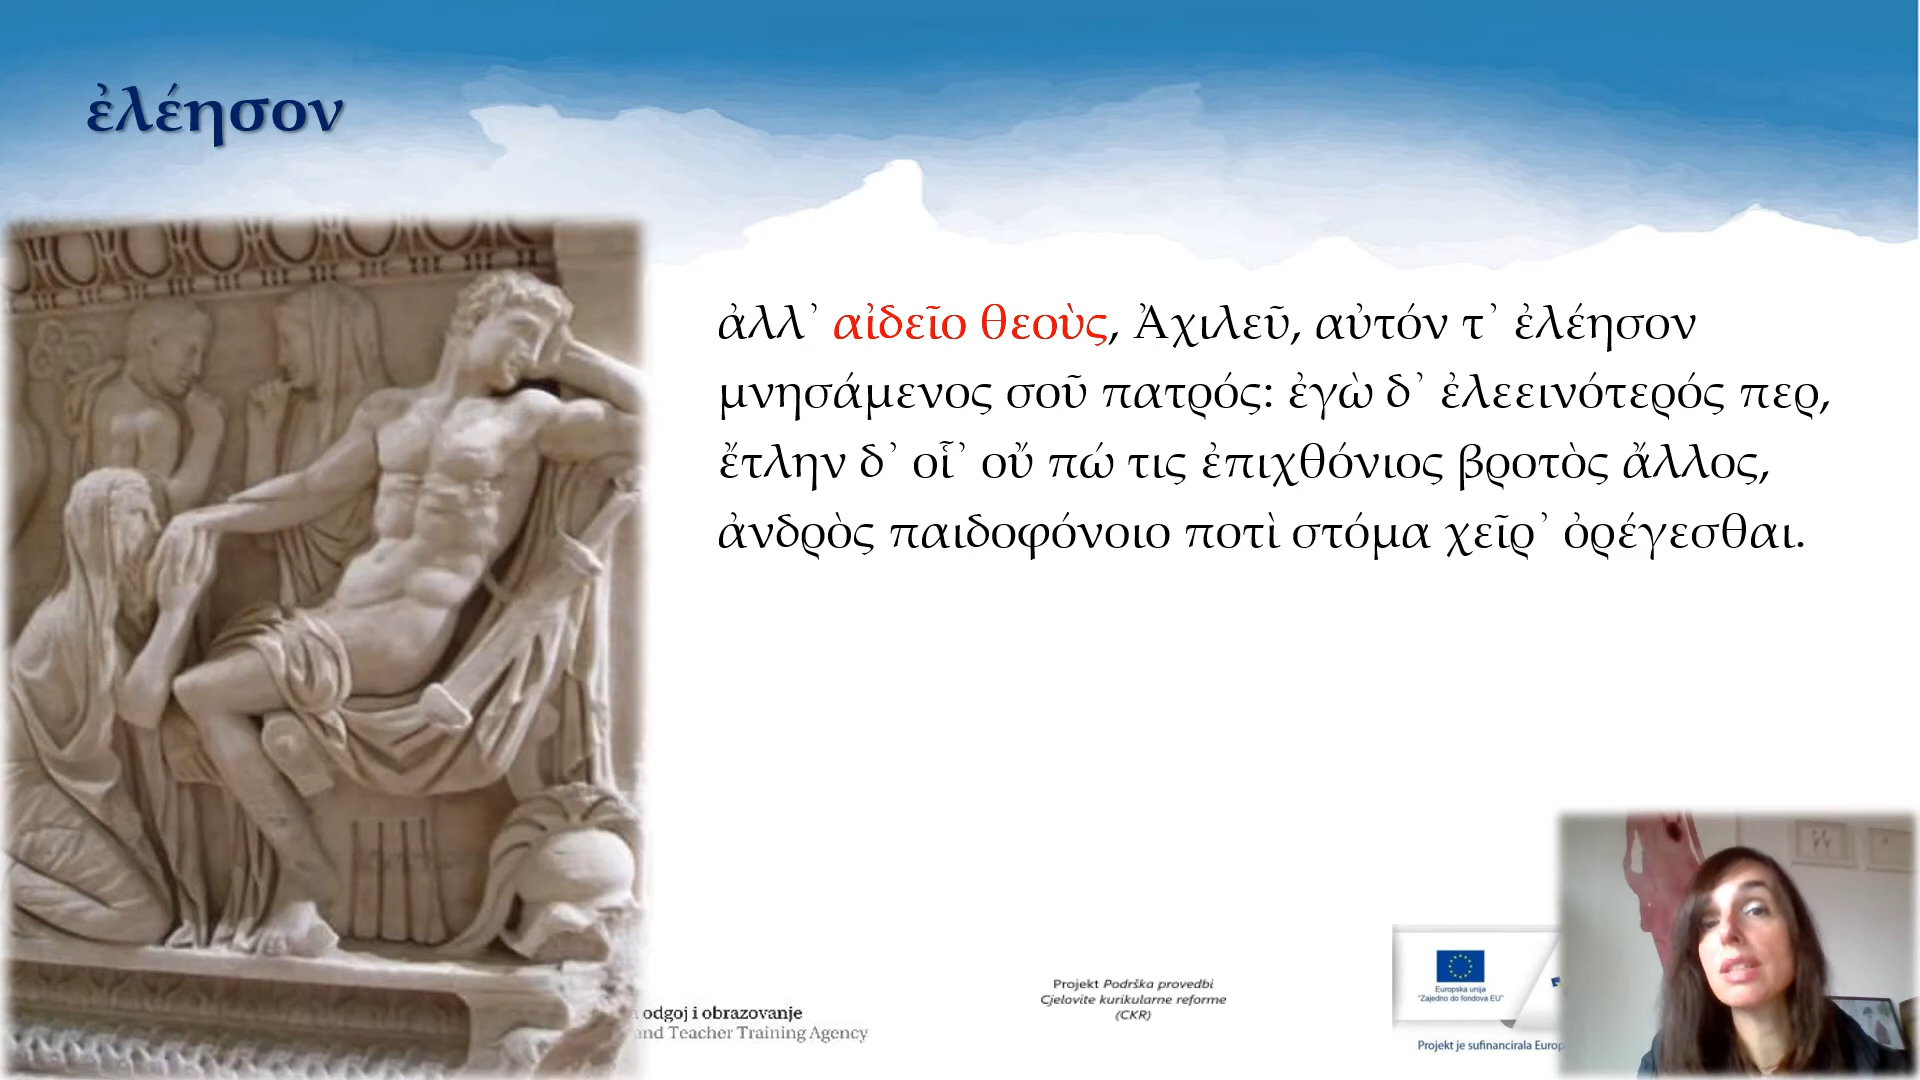 ἐλέησον
ἀλλ᾽ αἰδεῖο θεοὺς, Ἀχιλεῦ, αὐτόν τ᾽ ἐλέησον
μνησάμενος σοῦ πατρός: ἐγὼ δ᾽ ἐλεεινότερός περ,
ἔτλην δ᾽ οἷ᾽ οὔ πώ τις ἐπιχθόνιος βροτὸς ἄλλος,
ἀνδρὸς παιδοφόνοιο ποτὶ στόμα χεῖρ᾽ ὀρέγεσθαι.
odgoj i obrazovanje
and Teacher Training Agency
Projekt Podrška provedbi
Cjelovite kurikularne reforme
(CKR)
Europska unija
"Zajedno do fondova EU"
Projekt je sufinancirala Europ